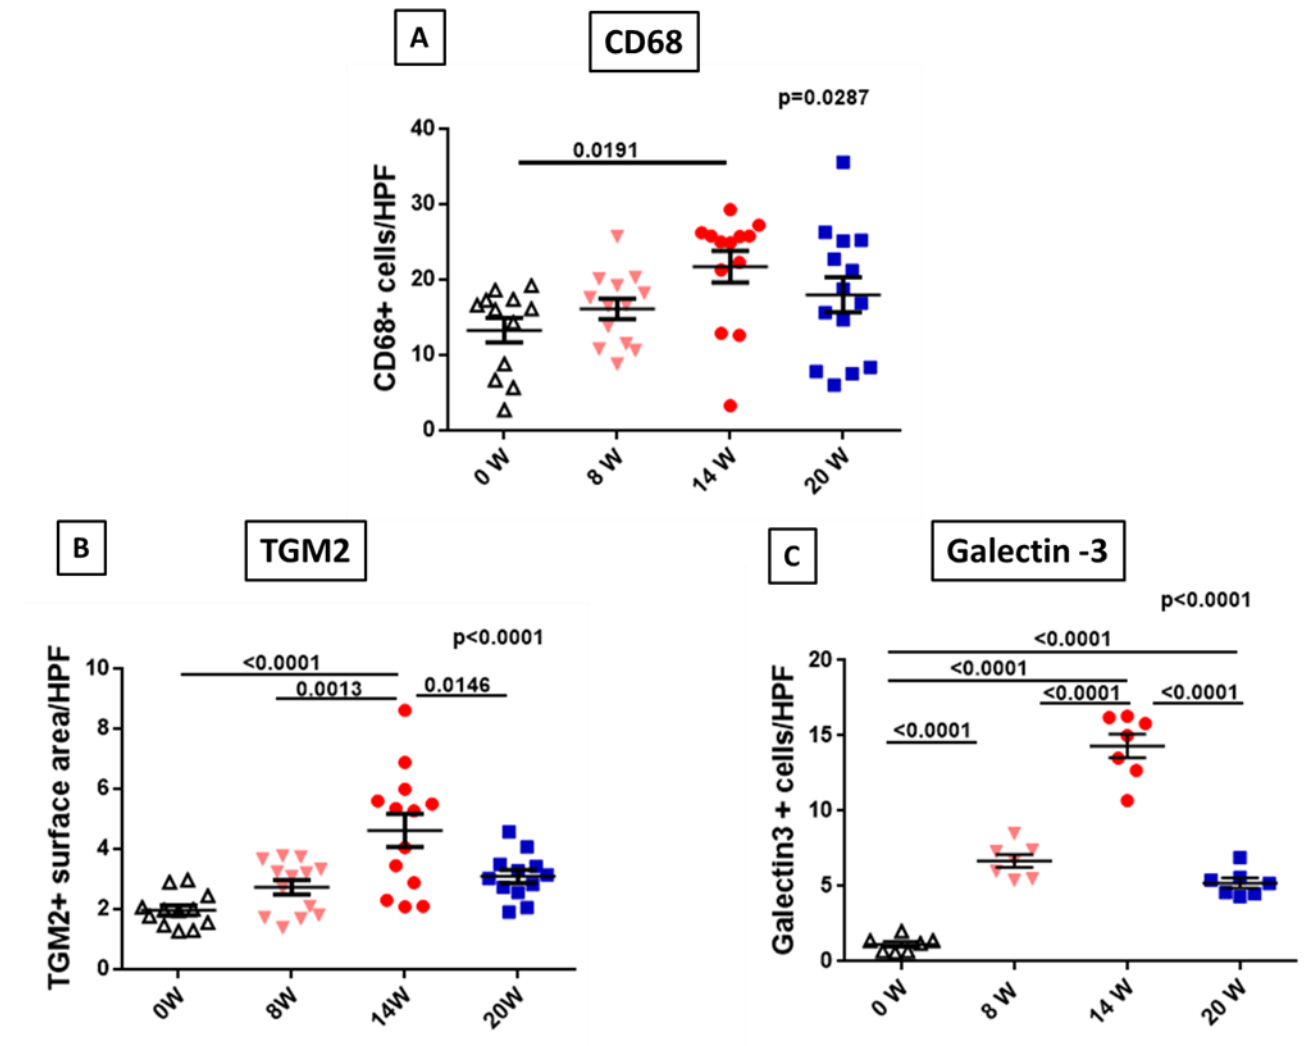 A
CD68
p=0.0287
0.0191
CD68+ cells/HPF
40
30
20
10
0
0 W
8 W
14 W
20 W
B
TGM2
p<0.0001
<0.0001
0.0013
0.0146
TGM2+ surface area/HPF
10
8
6
4
2
0
0W
8W
14W
20W
C
Galectin -3
p<0.0001
<0.0001
<0.0001
<0.0001
<0.0001
<0.0001
Galectin3 + cells/HPF
20
15
10
5
0
0 W
8 W
14 W
20 W